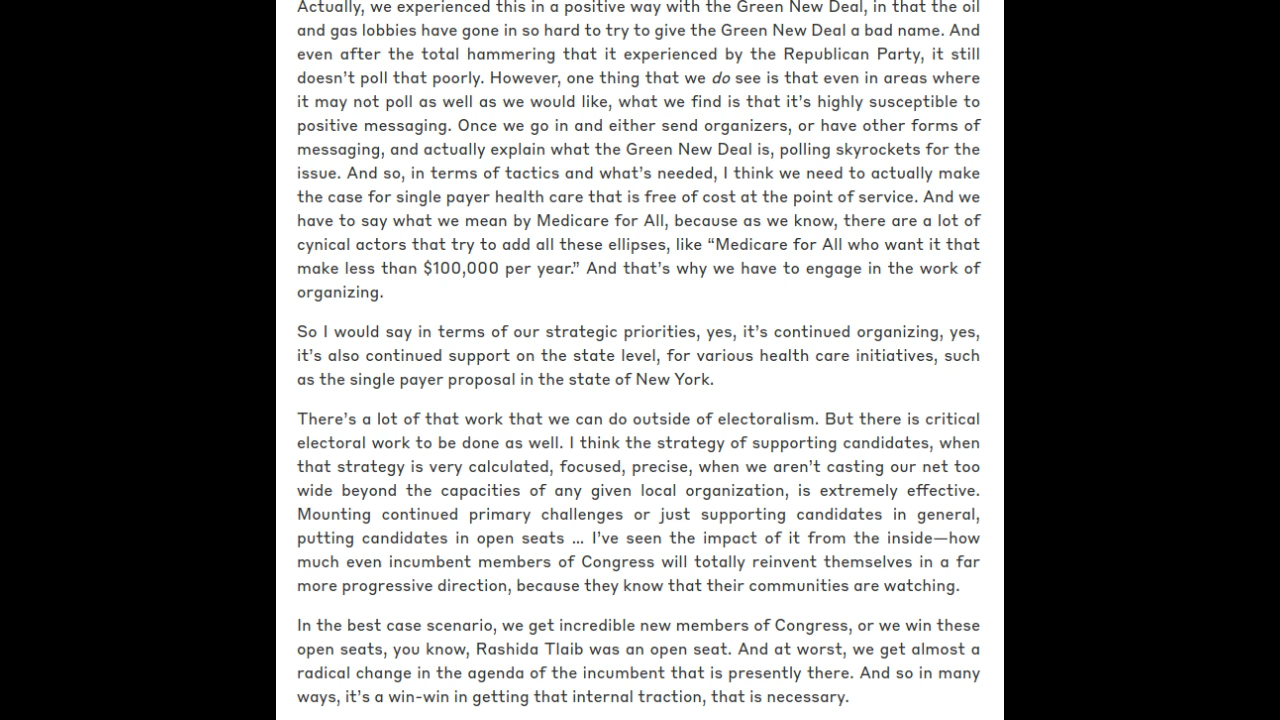 Actually, we experienced this in a positive way with the Green New Deal, in that the oil
and gas lobbies have gone in so hard to try to give the Green New Deal a bad name. And
even after the total hammering that it experienced by the Republican Party, it still
doesn’t poll that poorly. However, one thing that we do see is that even in areas where
it may not poll as well as we would like, what we find is that it’s highly susceptible to
positive messaging. Once we go in and either send organizers, or have other forms of
messaging, and actually explain what the Green New Deal is, polling skyrockets for the
issue. And so, in terms of tactics and what’s needed, I think we need to actually make
the case for single payer health care that is free of cost at the point of service. And we
have to say what we mean by Medicare for All, because as we know, there are a lot of
cynical actors that try to add all these ellipses, like “Medicare for All who want it that
make less than $100,000 per year.” And that’s why we have to engage in the work of
organizing.
So I would say in terms of our strategic priorities, yes, it’s continued organizing, yes,
it’s also continued support on the state level, for various health care initiatives, such
as the single payer proposal in the state of New York.
There’s a lot of that work that we can do outside of electoralism. But there is critical
electoral work to be done as well. I think the strategy of supporting candidates, when
that strategy is very calculated, focused, precise, when we aren’t casting our net too
wide beyond the capacities of any given local organization, is extremely effective.
Mounting continued primary challenges or just supporting candidates in general,
putting candidates in open seats ... I’ve seen the impact of it from the inside—how
much even incumbent members of Congress will totally reinvent themselves in a far
more progressive direction, because they know that their communities are watching.
In the best case scenario, we get incredible new members of Congress, or we win these
open seats, you know, Rashida Tlaib was an open seat. And at worst, we get almost a
radical change in the agenda of the incumbent that is presently there. And so in many
ways, it’s a win-win in getting that internal traction, that is necessary.